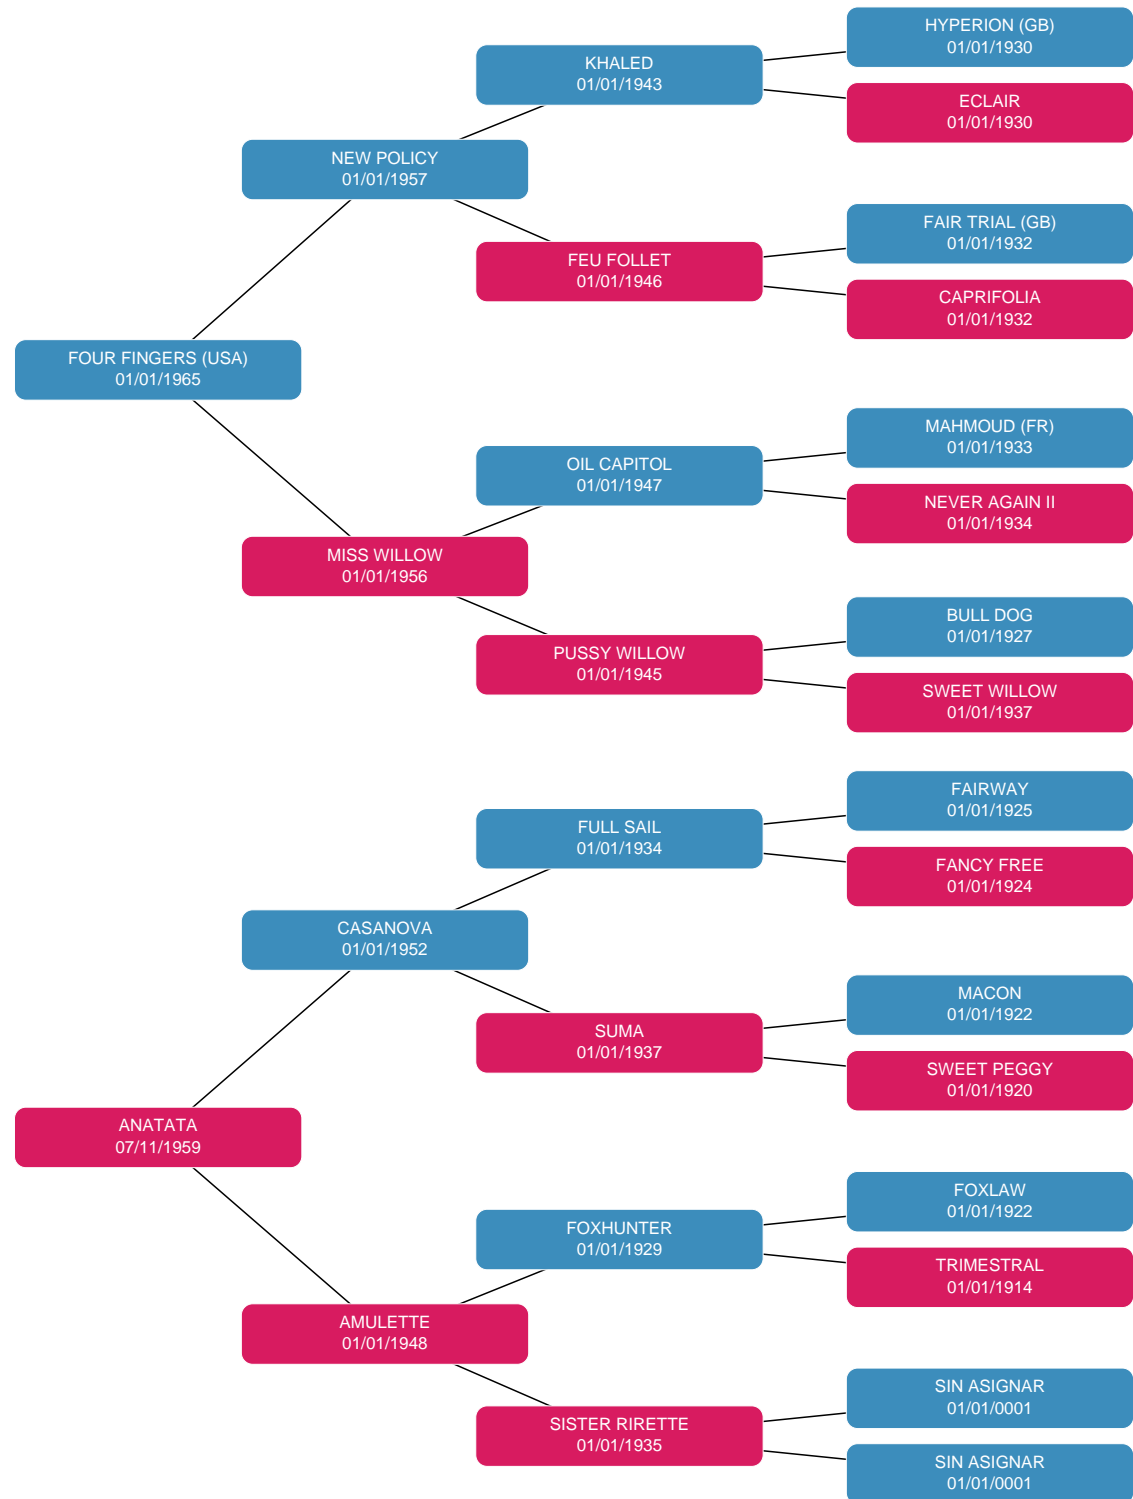 HYPERION (GB)
01/01/1930
KHALED
01/01/1943
ECLAIR
01/01/1930
NEW POLICY
01/01/1957
FAIR TRIAL (GB)
01/01/1932
FEU FOLLET
01/01/1946
CAPRIFOLIA
01/01/1932
FOUR FINGERS (USA)
01/01/1965
MAHMOUD (FR)
01/01/1933
OIL CAPITOL
01/01/1947
NEVER AGAIN II
01/01/1934
MISS WILLOW
01/01/1956
BULL DOG
01/01/1927
PUSSY WILLOW
01/01/1945
SWEET WILLOW
01/01/1937
FAIRWAY
01/01/1925
FULL SAIL
01/01/1934
FANCY FREE
01/01/1924
CASANOVA
01/01/1952
MACON
01/01/1922
SUMA
01/01/1937
SWEET PEGGY
01/01/1920
ANATATA
07/11/1959
FOXLAW
01/01/1922
FOXHUNTER
01/01/1929
TRIMESTRAL
01/01/1914
AMULETTE
01/01/1948
SIN ASIGNAR
01/01/0001
SISTER RIRETTE
01/01/1935
SIN ASIGNAR
01/01/0001